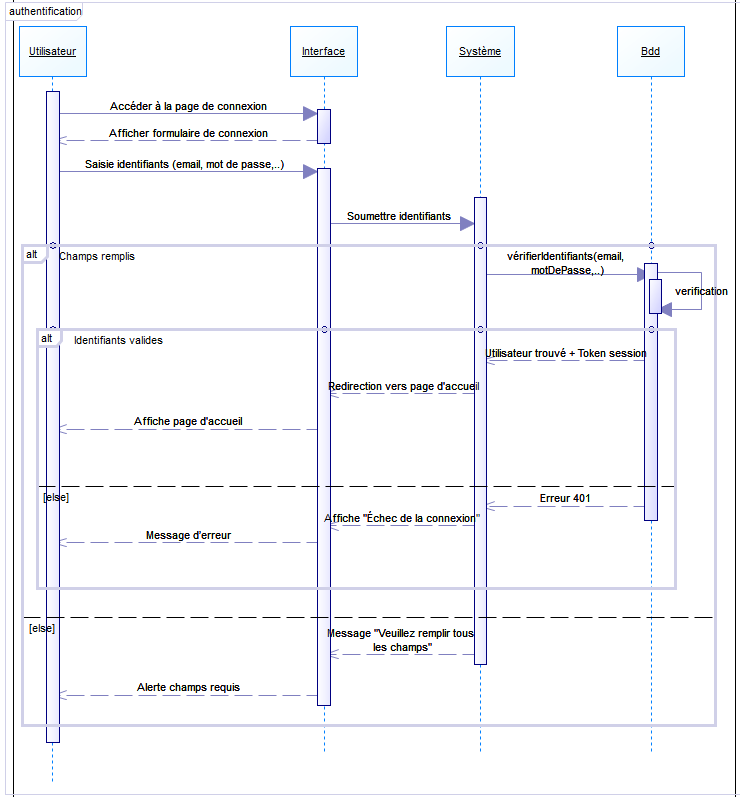 authentification
Utilisateur
Interface
Système
Bdd
Accéder à la page de connexion
Afficher formulaire de connexion
Saisie identifiants (email, mot de passe,..)
Soumettre identifiants
alt
Champs remplis
vérifierIdentifiants(email,
motDePasse,..)
verification
alt
Identifiants valides
Utilisateur trouvé + Token session
Redirection vers page d'accueil
Affiche page d'accueil
[else]
Erreur 401
Affiche "Échec de la connexion"
Message d'erreur
[else]
Message "Veuillez remplir tous
les champs"
Alerte champs requis